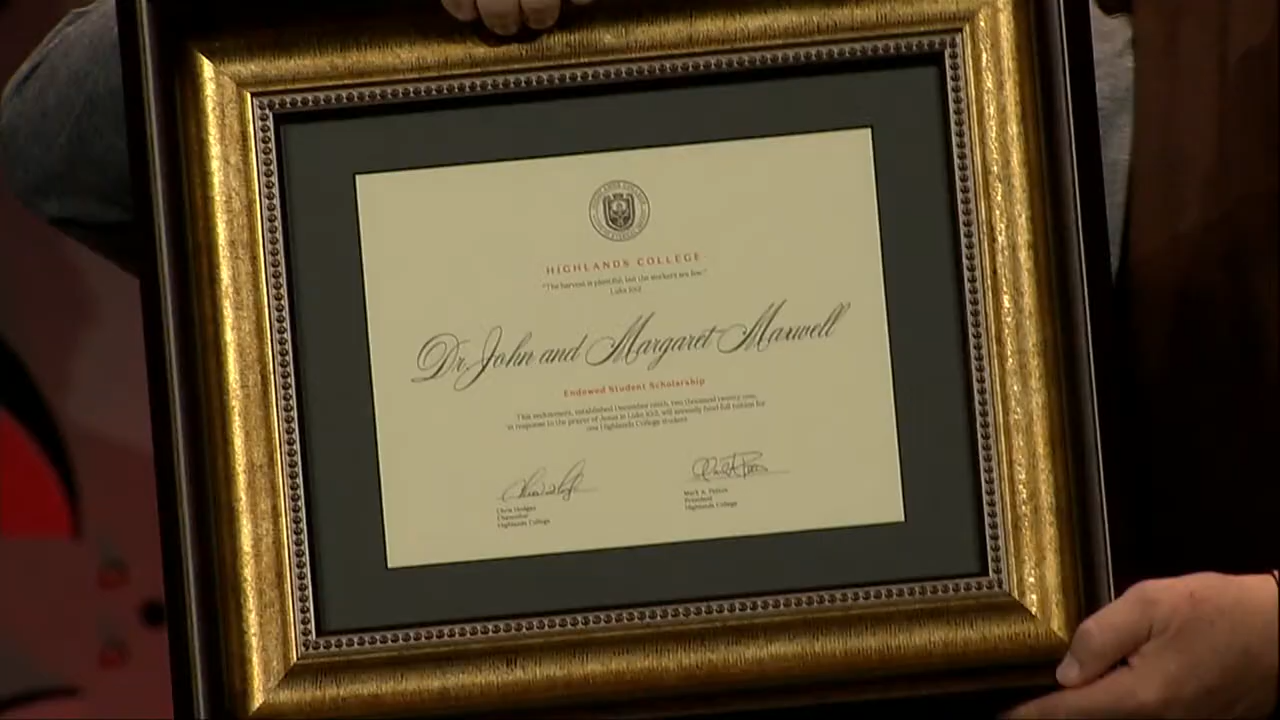 HIGHLANDS COLLEGE
"The harvest is plentiful, but the workers are few."
Luke 10:2
Dr. John and Margaret Maxwell
Endowed Student Scholarship
This endowment, established December ninth, two thousand twenty one,
in response to the prayer of Jesus in Luke 10:2, will annually fund full tuition for
one Highlands College student.
Chris Hodges
Chancellor
Highlands College
Mark A. Pettus
President
Highlands College